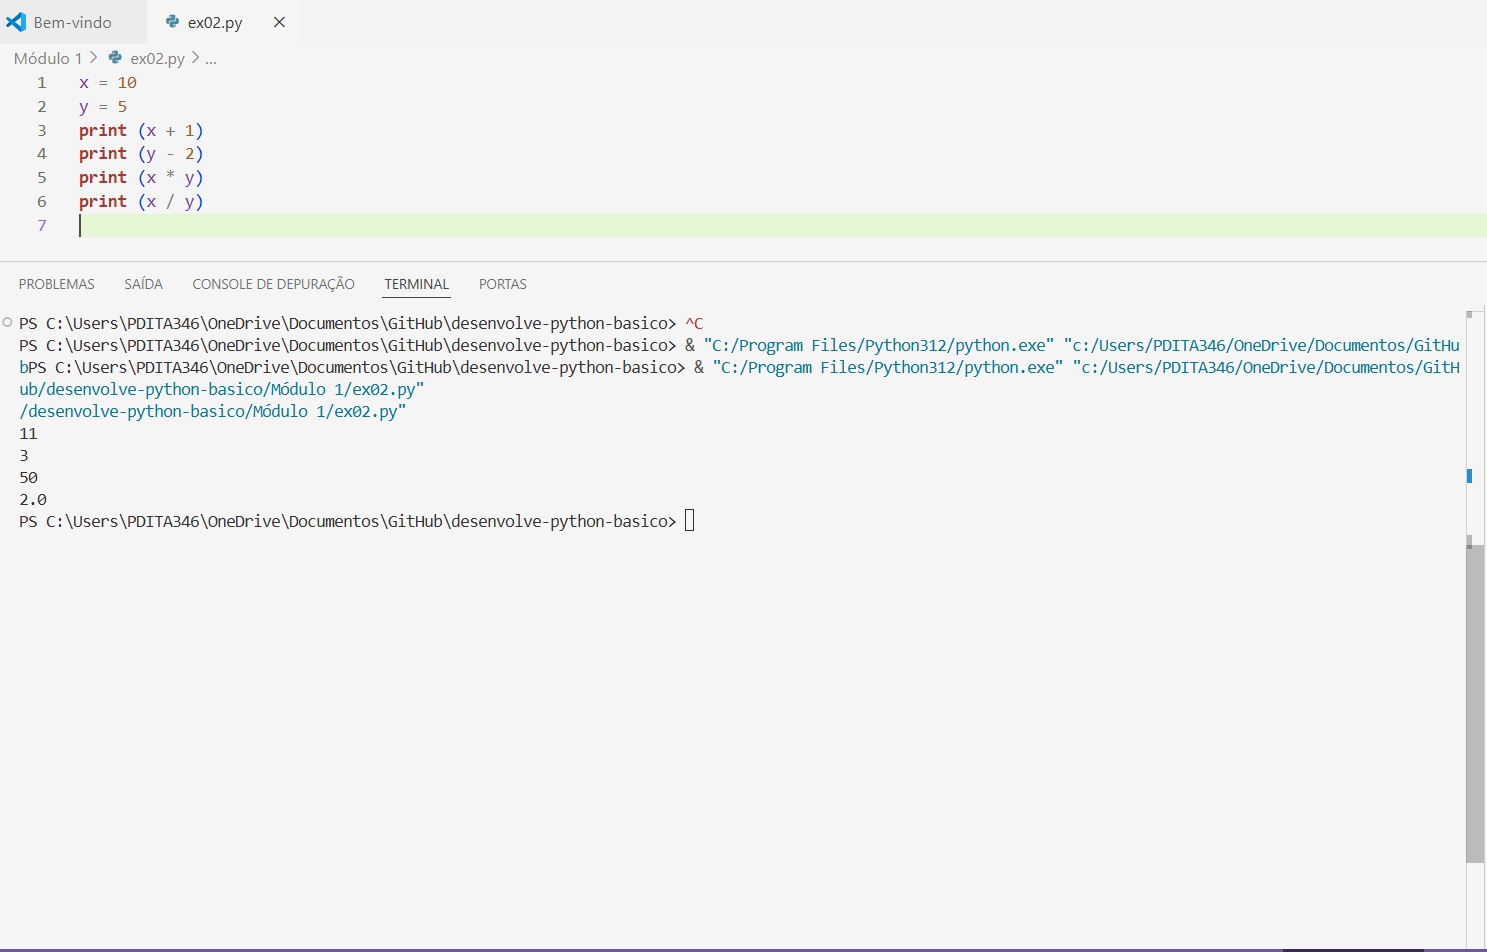 Bem-vindo
ex02.py
Módulo 1 > ex02.py > ...
1 x = 10
2 y = 5
3 print (x + 1)
4 print (y - 2)
5 print (x * y)
6 print (x / y)
7
PROBLEMAS SAÍDA CONSOLE DE DEPURAÇÃO TERMINAL PORTAS
PS C:\Users\PDITA346\OneDrive\Documentos\GitHub\desenvolve-python-basico> ^C
PS C:\Users\PDITA346\OneDrive\Documentos\GitHub\desenvolve-python-basico> & "C:/Program Files/Python312/python.exe" "c:/Users/PDITA346/OneDrive/Documentos/GitHu
bPS C:\Users\PDITA346\OneDrive\Documentos\GitHub\desenvolve-python-basico> & "C:/Program Files/Python312/python.exe" "c:/Users/PDITA346/OneDrive/Documentos/GitH
ub/desenvolve-python-basico/Módulo 1/ex02.py"
/desenvolve-python-basico/Módulo 1/ex02.py"
11
3
50
2.0
PS C:\Users\PDITA346\OneDrive\Documentos\GitHub\desenvolve-python-basico>